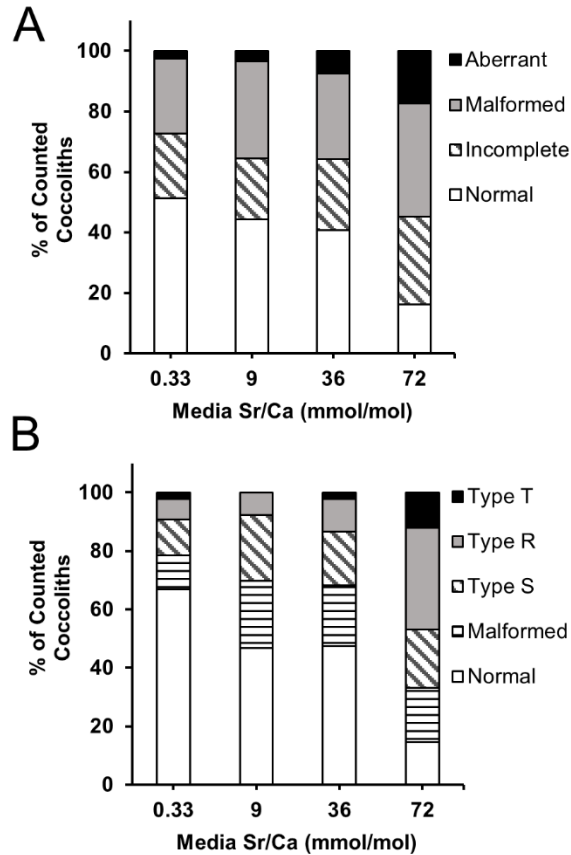 A
100
80
60
40
20
0
% of Counted
Coccoliths
0.33 9 36 72
Media Sr/Ca (mmol/mol)
Aberrant
Malformed
Incomplete
Normal
B
100
80
60
40
20
0
% of Counted
Coccoliths
0.33 9 36 72
Media Sr/Ca (mmol/mol)
Type T
Type R
Type S
Malformed
Normal